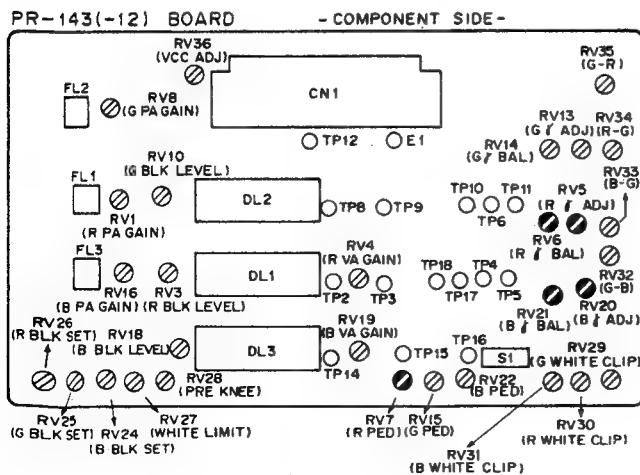 PR-143(-12) BOARD -COMPONENT SIDE-
RV36
(VCC ADJ)
RV35
(G-R)
FL2
RV8
(G PA GAIN)
CN1
RV13
(G γ ADJ)
RV34
(R-G)
RV14
(G γ BAL)
TP12
E1
RV10
(G BLK LEVEL)
RV33
(B-G)
FL1
DL2
TP8
TP9
TP10
TP11
TP6
RV5
(R γ ADJ)
RV1
(R PA GAIN)
RV6
(R γ BAL)
FL3
RV4
(R VA GAIN)
DL1
TP2
TP3
TP18
TP4
TP17
TP5
RV32
(G-B)
RV16
(B PA GAIN)
RV3
(R BLK LEVEL)
RV20
(B γ ADJ)
RV21
(B γ BAL)
RV26
(R BLK SET)
RV18
(B BLK LEVEL)
RV19
(B VA GAIN)
DL3
TP14
TP15
TP16
S1
RV29
(G WHITE CLIP)
RV28
(PRE KNEE)
RV22
(B PED)
RV25
(G BLK SET)
RV24
(B BLK SET)
RV27
(WHITE LIMIT)
RV7
(R PED)
RV15
(G PED)
RV31
(B WHITE CLIP)
RV30
(R WHITE CLIP)